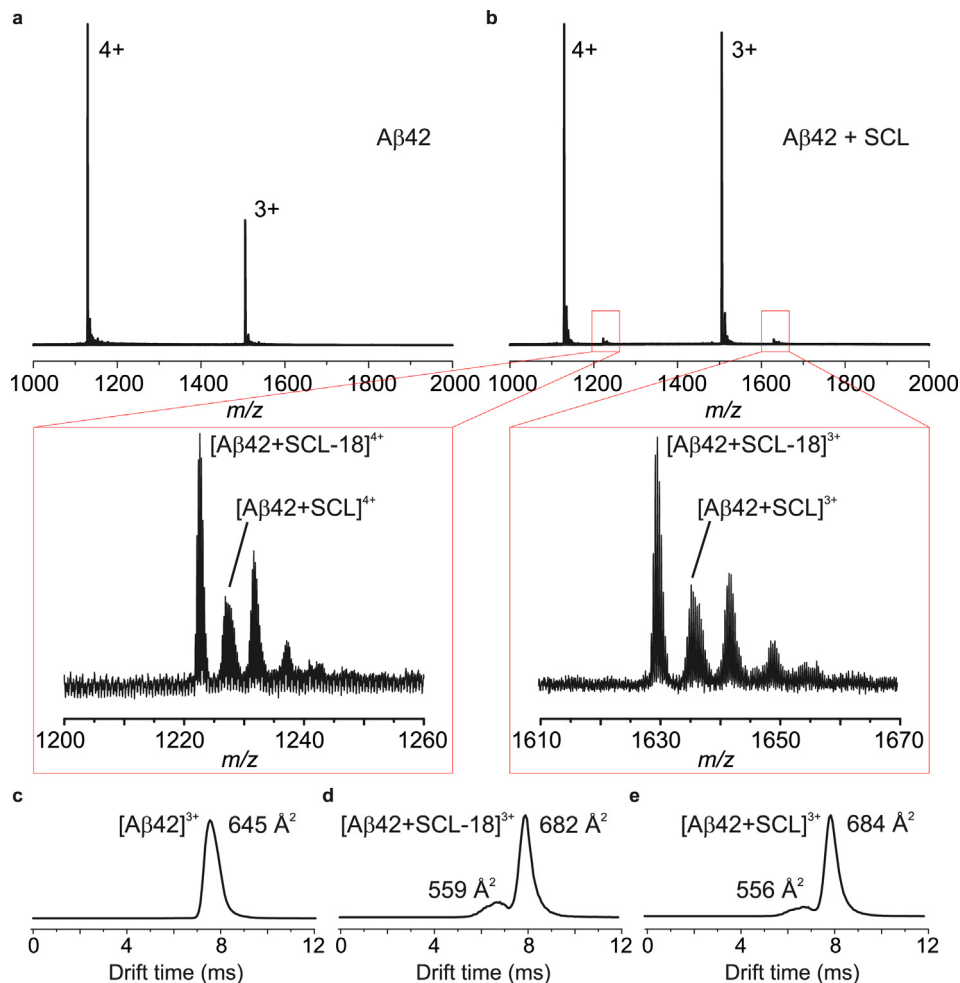 a
b
4+
4+
3+
Aβ42
Aβ42 + SCL
3+
1000 1200 1400 1600 1800 2000
1000 1200 1400 1600 1800 2000
m/z
m/z
[Aβ42+SCL-18]⁴⁺
[Aβ42+SCL]⁴⁺
1200 1220 1240 1260
m/z
[Aβ42+SCL-18]³⁺
[Aβ42+SCL]³⁺
1610 1630 1650 1670
m/z
c
[Aβ42]³⁺ 645 Å²
0 4 8 12
Drift time (ms)
d
[Aβ42+SCL-18]³⁺ 682 Å²
559 Å²
0 4 8 12
Drift time (ms)
e
[Aβ42+SCL]³⁺ 684 Å²
556 Å²
0 4 8 12
Drift time (ms)